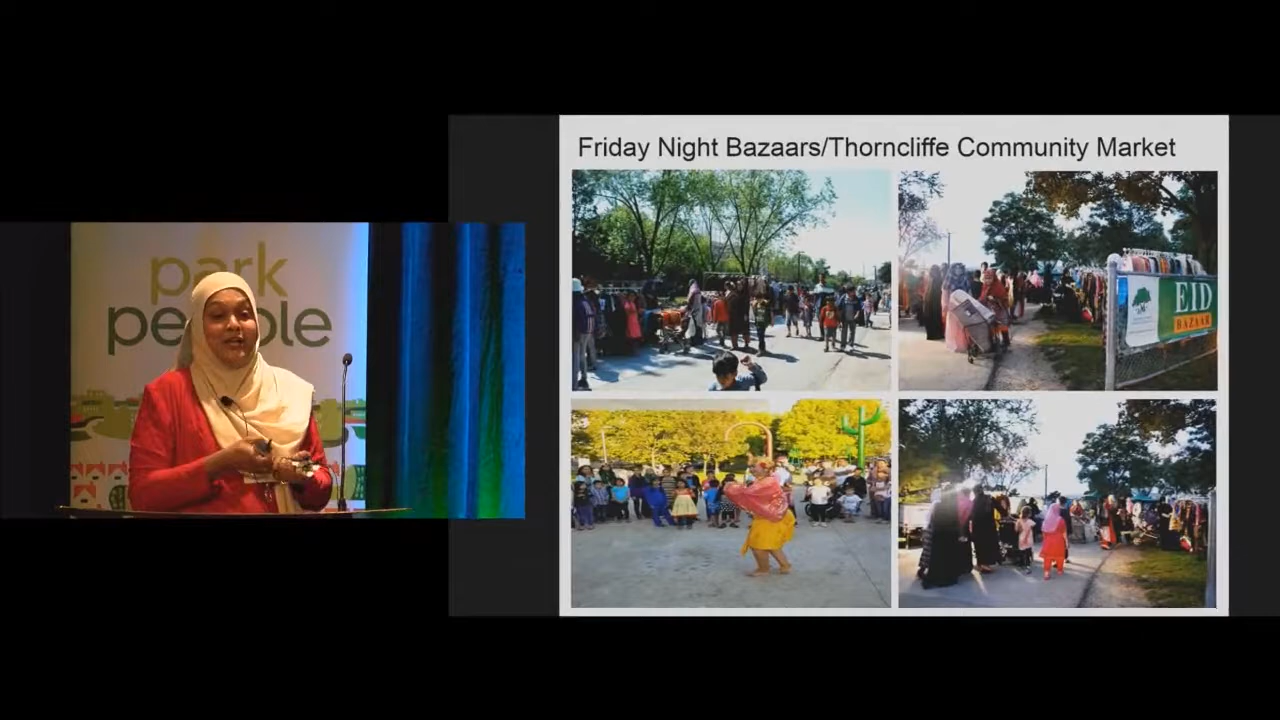 park
people
Friday Night Bazaars/Thorncliffe Community Market
EID
BAZAAR